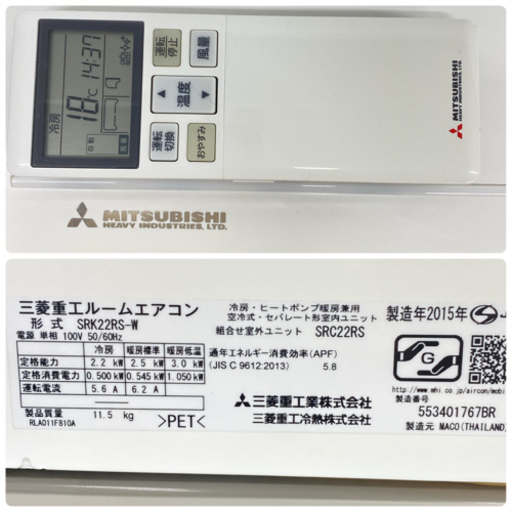 冷房
18℃ 14:37
自動
運転
停止
風量
温度
運転
切換
おやすみ
MITSUBISHI
HEAVY INDUSTRIES, LTD.
MITSUBISHI
HEAVY INDUSTRIES, LTD.
三菱重工ルームエアコン
形式 SRK22RS-W
電源 単相 100V 50/60Hz
冷房 暖房標準 暖房低温
定格能力 2.2 kW 2.5 kW 3.0 kW
定格消費電力 0.500 kW 0.545 kW 1.050 kW
運転電流 5.6 A 6.2 A
製品質量 11.5 kg
RLA011F810A
>PET<
冷房・ヒートポンプ暖房兼用
空冷式・セパレート形室内ユニット
組合せ室外ユニット SRC22RS
通年エネルギー消費効率(APF)
(JIS C 9612:2013) 5.8
三菱重工業株式会社
三菱重工冷熱株式会社
製造年2015年
G
http://www.mhi.co.jp/aircon/mobi
製造番号
553401767BR
製造元 MACO(THAILAND)